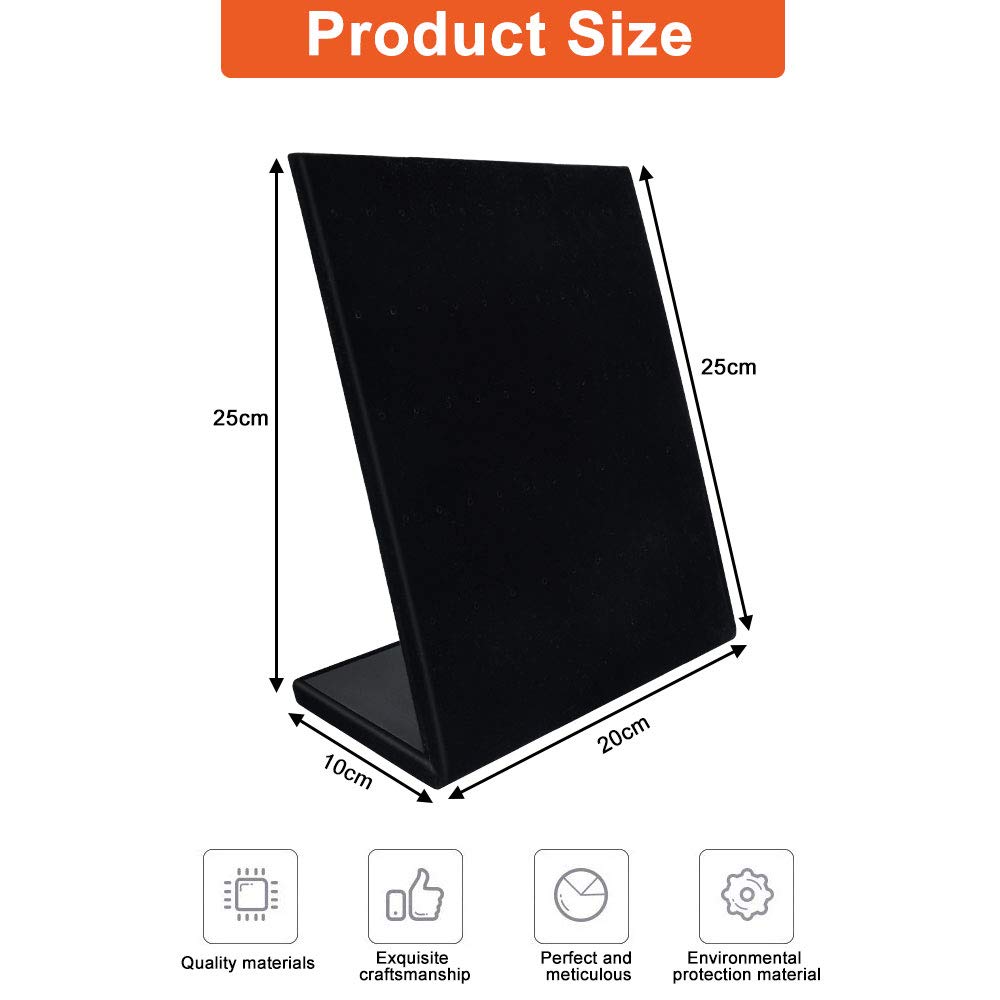 Product Size
25cm
25cm
20cm
10cm
Quality materials
Exquisite
craftsmanship
Perfect and
meticulous
Environmental
protection material